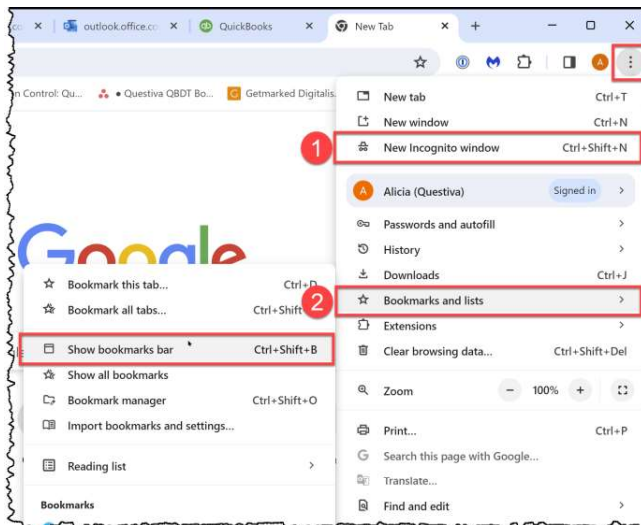 outlook.office.co
QuickBooks
New Tab
n Control: Qu...
• Questiva QBDT Bo...
Getmarked Digitalis
A
New tab Ctrl+T
New window Ctrl+N
1
New Incognito window Ctrl+Shift+N
A Alicia (Questiva) Signed in
Passwords and autofill
Google
History
Downloads Ctrl+J
2
Bookmarks and lists
Extensions
Clear browsing data... Ctrl+Shift+Del
Zoom - 100% +
Print... Ctrl+P
G Search this page with Google...
Translate...
Find and edit
Bookmark this tab... Ctrl+D
Bookmark all tabs... Ctrl+Shift
Show bookmarks bar Ctrl+Shift+B
Show all bookmarks
Bookmark manager Ctrl+Shift+O
Import bookmarks and settings...
Reading list
Bookmarks